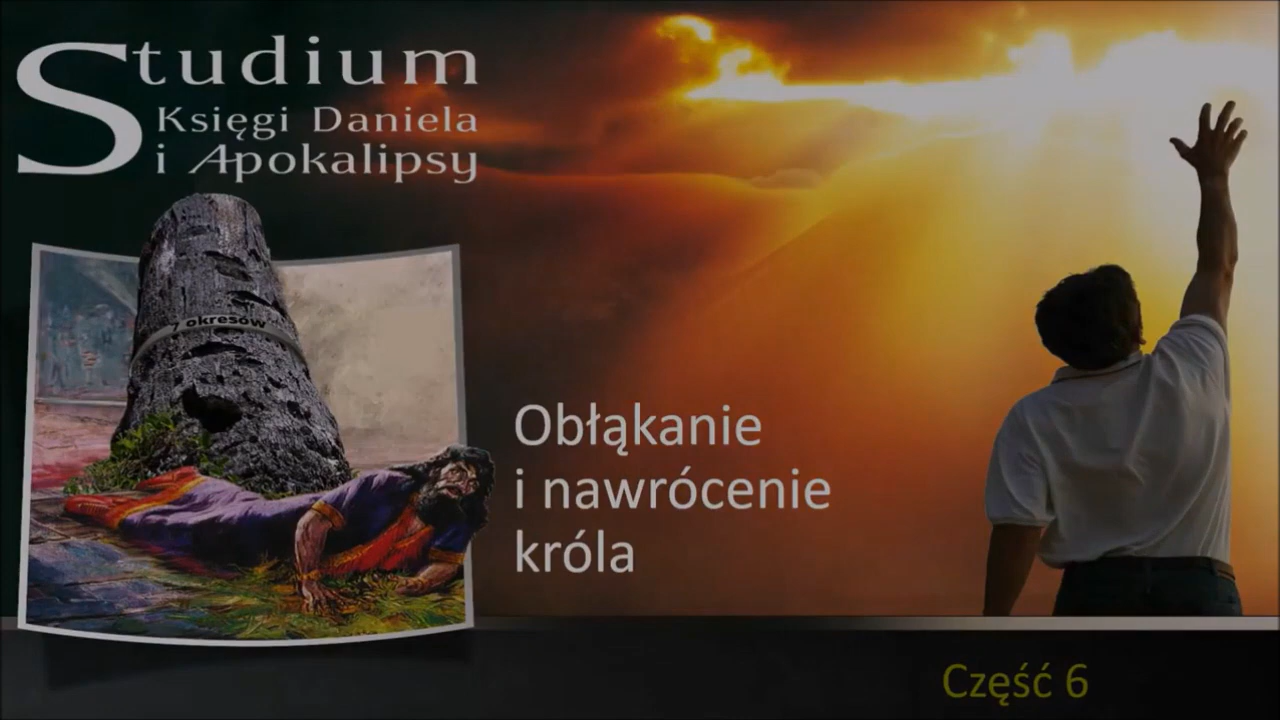 Studium
Księgi Daniela
i Apokalipsy
7 okresów
Obłąkanie
i nawrócenie
króla
Część 6